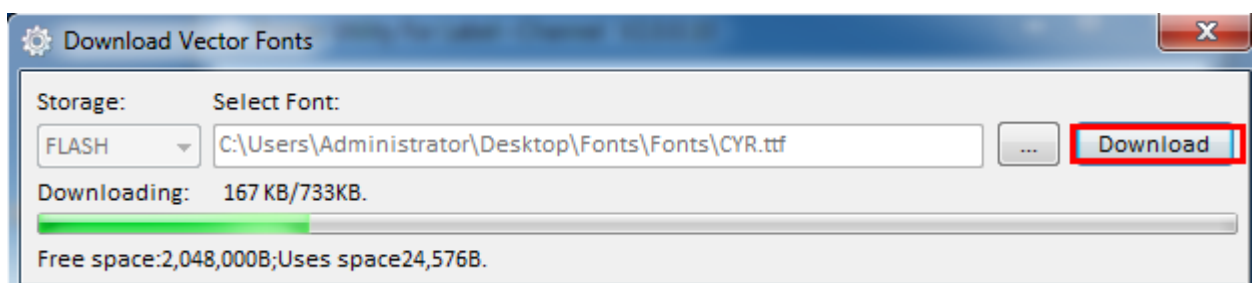 Download Vector Fonts
Storage: Select Font:
FLASH C:\Users\Administrator\Desktop\Fonts\Fonts\CYR.ttf ... Download
Downloading: 167 KB/733KB.
Free space:2,048,000B;Uses space24,576B.